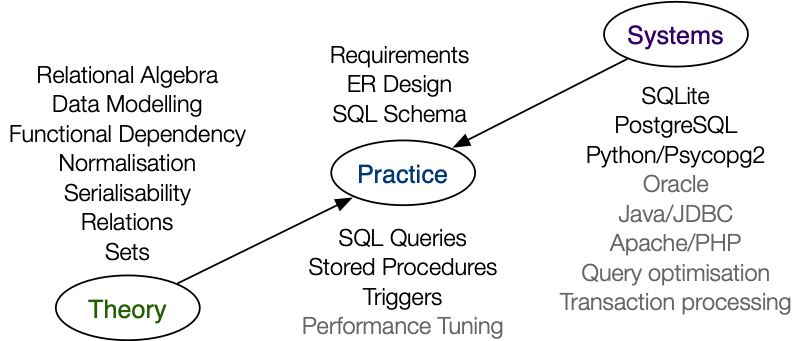 Relational Algebra
Data Modelling
Functional Dependency
Normalisation
Serialisability
Relations
Sets
Theory
Requirements
ER Design
SQL Schema
Practice
SQL Queries
Stored Procedures
Triggers
Performance Tuning
Systems
SQLite
PostgreSQL
Python/Psycopg2
Oracle
Java/JDBC
Apache/PHP
Query optimisation
Transaction processing